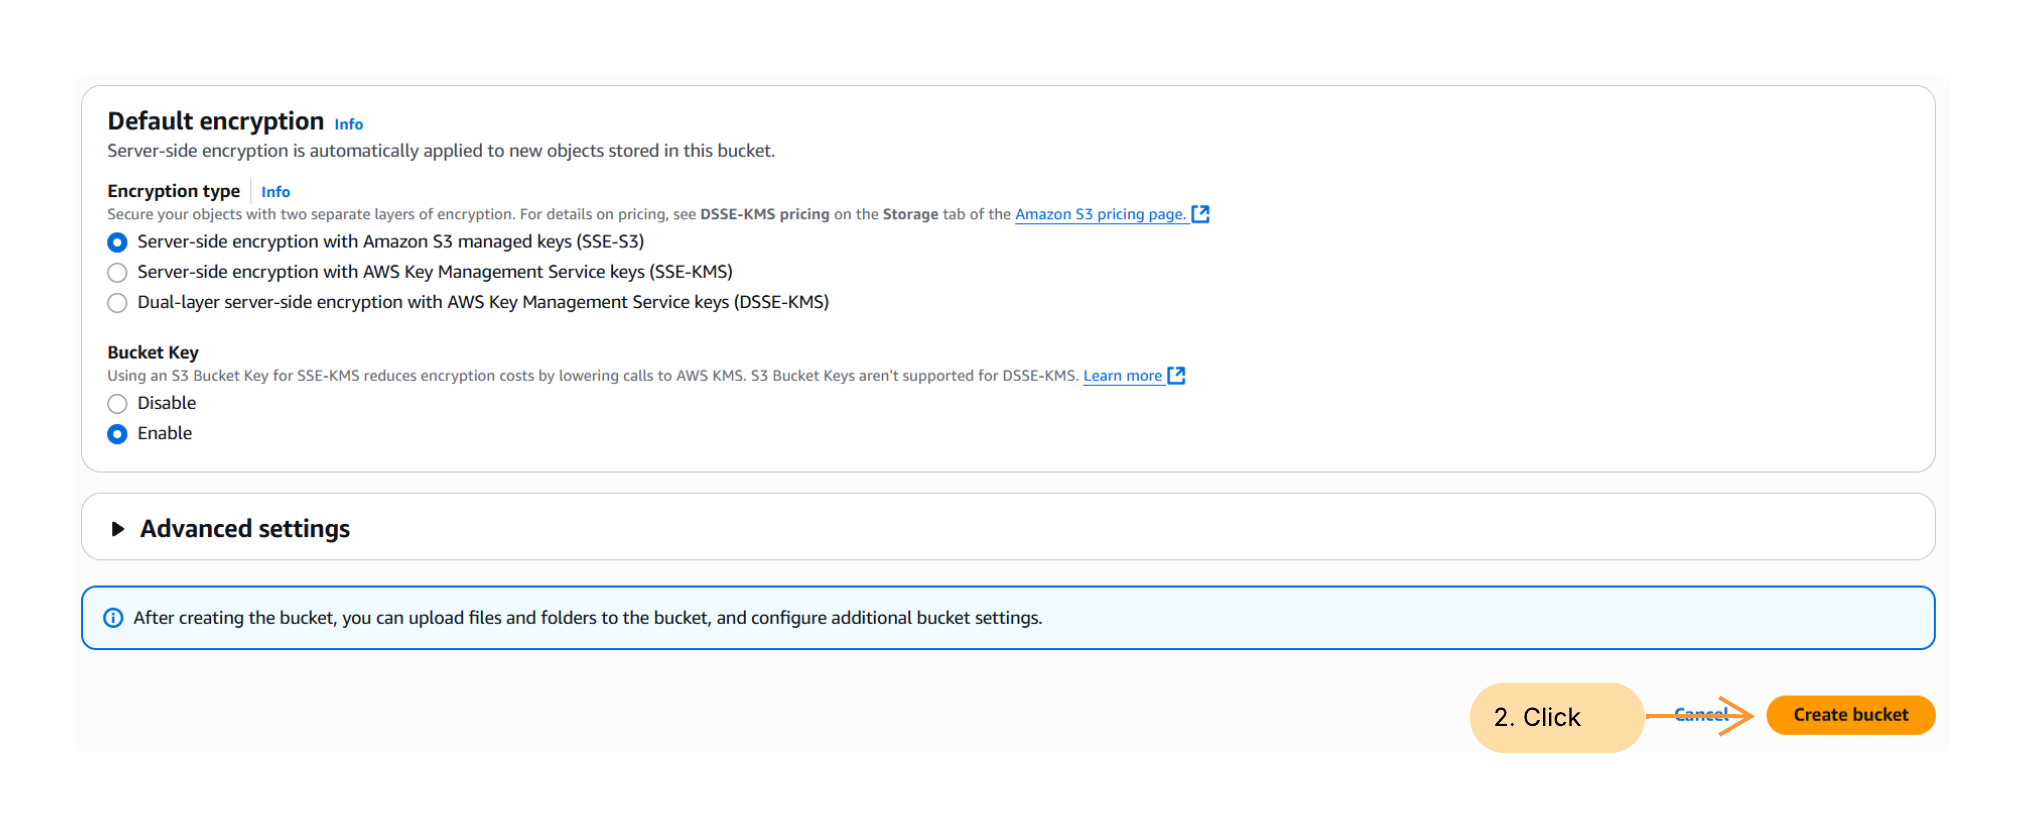 Default encryption Info
Server-side encryption is automatically applied to new objects stored in this bucket.
Encryption type Info
Secure your objects with two separate layers of encryption. For details on pricing, see DSSE-KMS pricing on the Storage tab of the Amazon S3 pricing page.
Server-side encryption with Amazon S3 managed keys (SSE-S3)
Server-side encryption with AWS Key Management Service keys (SSE-KMS)
Dual-layer server-side encryption with AWS Key Management Service keys (DSSE-KMS)
Bucket Key
Using an S3 Bucket Key for SSE-KMS reduces encryption costs by lowering calls to AWS KMS. S3 Bucket Keys aren't supported for DSSE-KMS. Learn more
Disable
Enable
Advanced settings
After creating the bucket, you can upload files and folders to the bucket, and configure additional bucket settings.
2. Click Cancel Create bucket